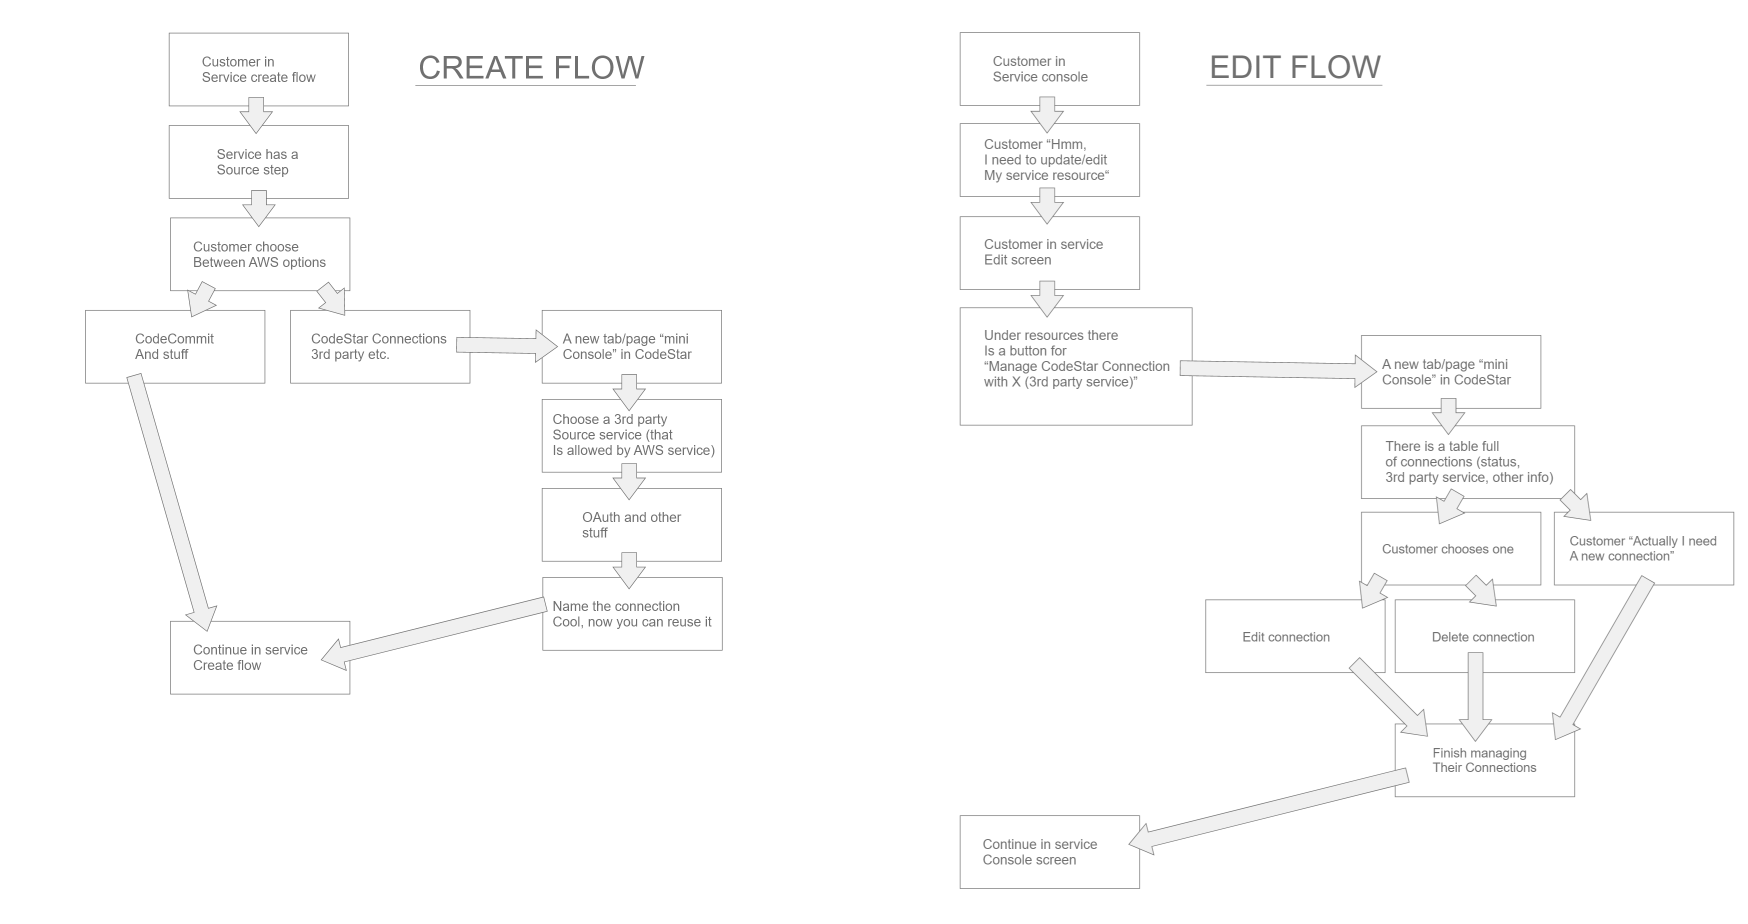 CREATE FLOW
Customer in
Service create flow
Service has a
Source step
Customer choose
Between AWS options
CodeCommit
And stuff
CodeStar Connections
3rd party etc.
A new tab/page “mini
Console” in CodeStar
Choose a 3rd party
Source service (that
Is allowed by AWS service)
OAuth and other
stuff
Name the connection
Cool, now you can reuse it
Continue in service
Create flow
EDIT FLOW
Customer in
Service console
Customer “Hmm,
I need to update/edit
My service resource“
Customer in service
Edit screen
Under resources there
Is a button for
“Manage CodeStar Connection
with X (3rd party service)”
A new tab/page “mini
Console” in CodeStar
There is a table full
of connections (status,
3rd party service, other info)
Customer chooses one
Customer “Actually I need
A new connection”
Edit connection
Delete connection
Finish managing
Their Connections
Continue in service
Console screen